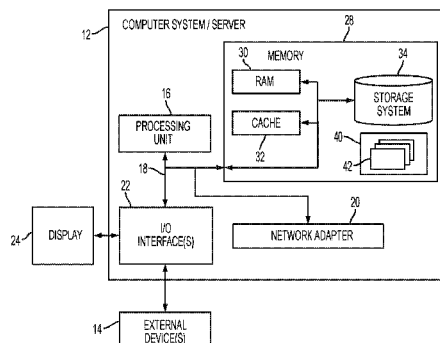 12
COMPUTER SYSTEM / SERVER
28
30
MEMORY
34
RAM
16
STORAGE
SYSTEM
PROCESSING
UNIT
CACHE
40
32
42
18
22
20
I/O
INTERFACE(S)
DISPLAY
NETWORK ADAPTER
24
14
EXTERNAL
DEVICE(S)